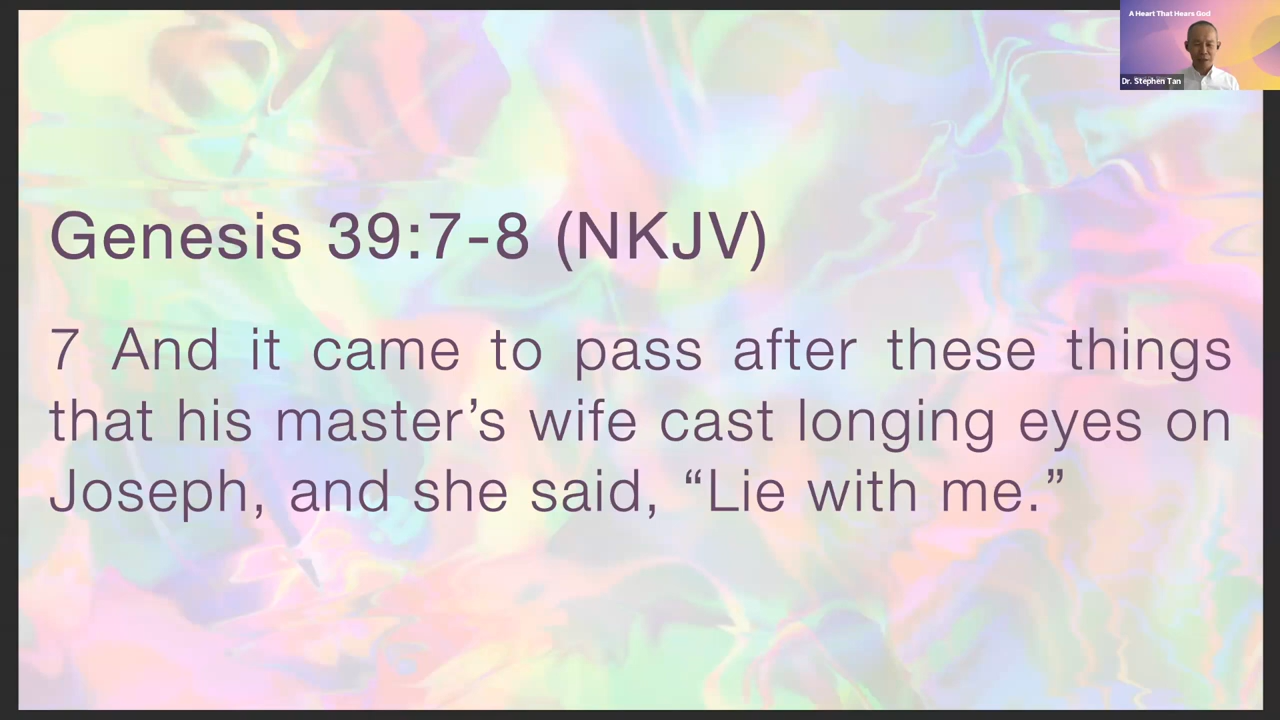 A Heart That Hears God
Dr. Stephen Tan
Genesis 39:7-8 (NKJV)
7 And it came to pass after these things
that his master’s wife cast longing eyes on
Joseph, and she said, “Lie with me.”